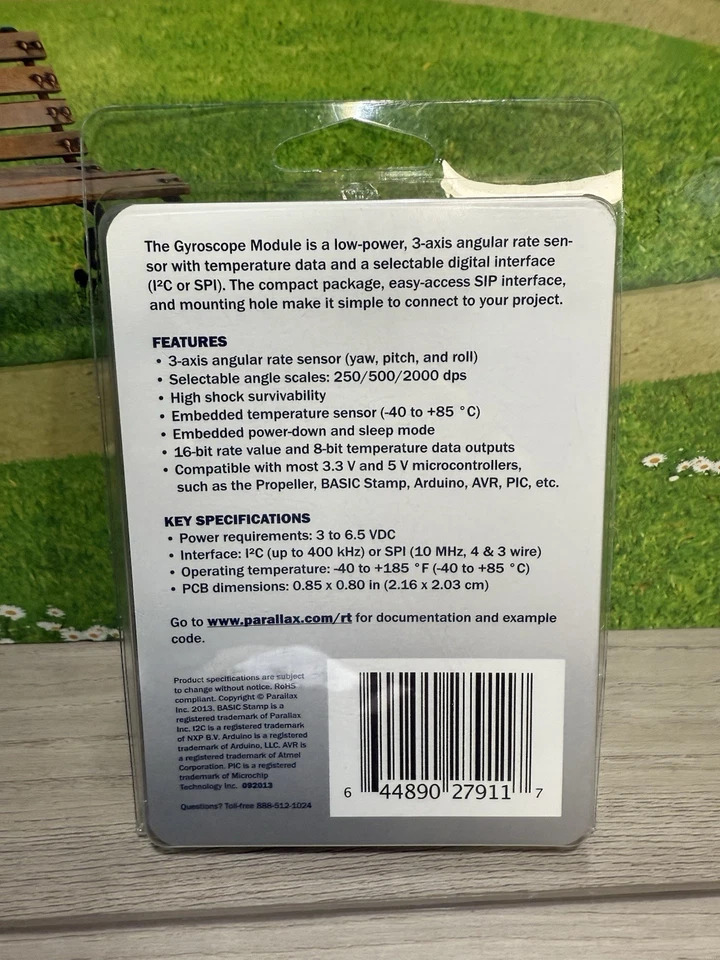 The Gyroscope Module is a low-power, 3-axis angular rate sen-
sor with temperature data and a selectable digital interface
(I²C or SPI). The compact package, easy-access SIP interface,
and mounting hole make it simple to connect to your project.
FEATURES
• 3-axis angular rate sensor (yaw, pitch, and roll)
• Selectable angle scales: 250/500/2000 dps
• High shock survivability
• Embedded temperature sensor (-40 to +85 °C)
• Embedded power-down and sleep mode
• 16-bit rate value and 8-bit temperature data outputs
• Compatible with most 3.3 V and 5 V microcontrollers,
such as the Propeller, BASIC Stamp, Arduino, AVR, PIC, etc.
KEY SPECIFICATIONS
• Power requirements: 3 to 6.5 VDC
• Interface: I²C (up to 400 kHz) or SPI (10 MHz, 4 & 3 wire)
• Operating temperature: -40 to +185 °F (-40 to +85 °C)
• PCB dimensions: 0.85 x 0.80 in (2.16 x 2.03 cm)
Go to www.parallax.com/rt for documentation and example
code.
Product specifications are subject
to change without notice. RoHS
compliant. Copyright © Parallax
Inc. 2013. BASIC Stamp is a
registered trademark of Parallax
Inc. I2C is a registered trademark
of NXP B.V. Arduino is a registered
trademark of Arduino, LLC. AVR is
a registered trademark of Atmel
Corporation. PIC is a registered
trademark of Microchip
Technology Inc. 092013
Questions? Toll-free 888-512-1024
6 44890 27911 7